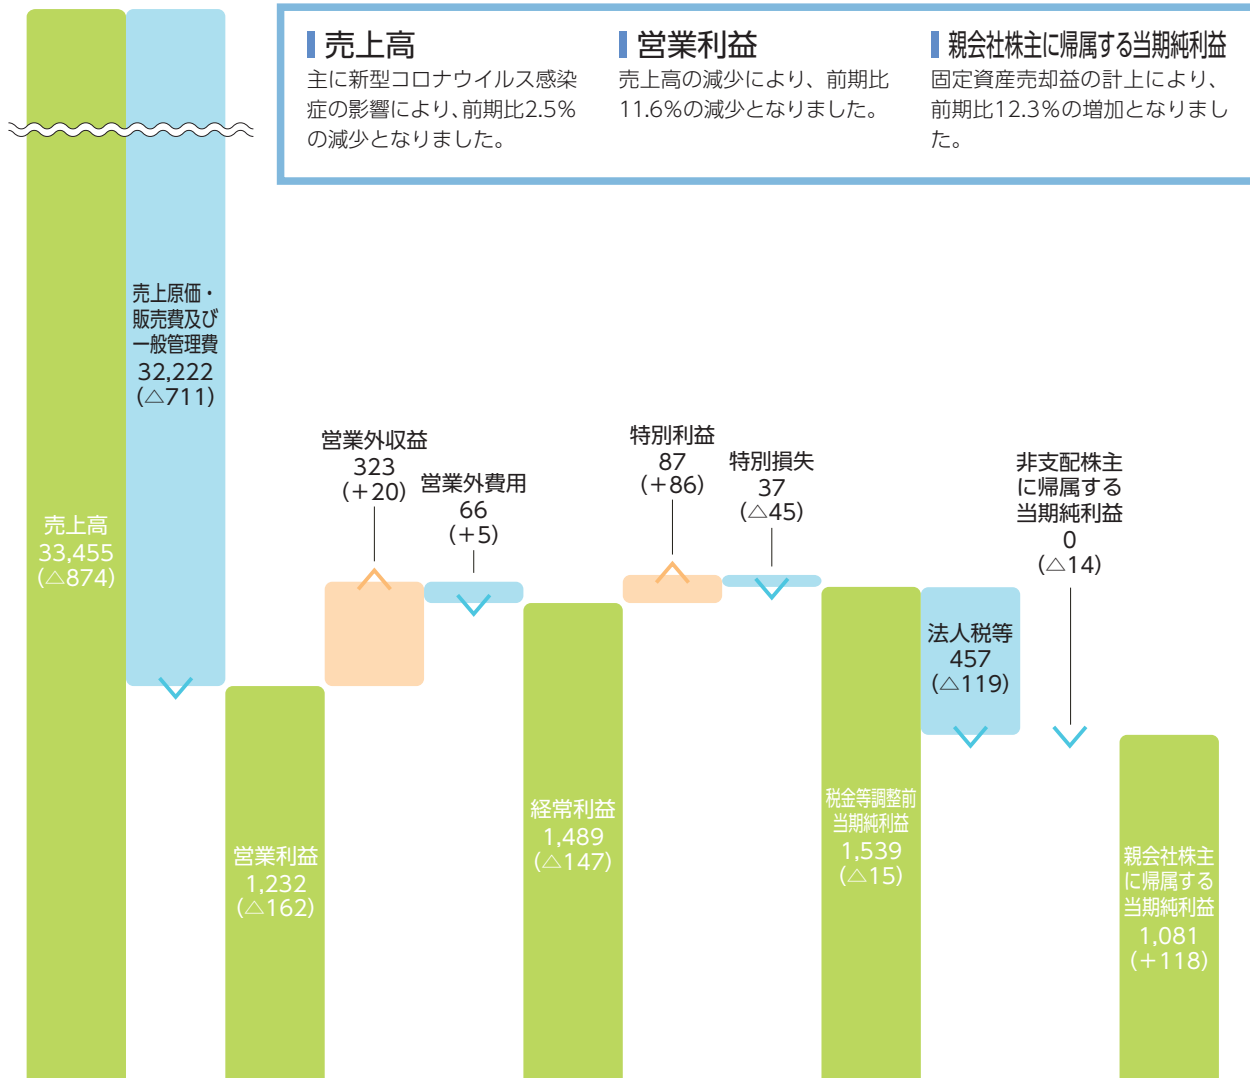 売上高
主に新型コロナウイルス感染
症の影響により、前期比2.5%
の減少となりました。
営業利益
売上高の減少により、前期比
11.6%の減少となりました。
親会社株主に帰属する当期純利益
固定資産売却益の計上により、
前期比12.3%の増加となりまし
た。
売上高
33,455
(△874)
売上原価・
販売費及び
一般管理費
32,222
(△711)
営業利益
1,232
(△162)
営業外収益
323
(+20)
営業外費用
66
(+5)
経常利益
1,489
(△147)
特別利益
87
(+86)
特別損失
37
(△45)
税金等調整前
当期純利益
1,539
(△15)
法人税等
457
(△119)
非支配株主
に帰属する
当期純利益
0
(△14)
親会社株主
に帰属する
当期純利益
1,081
(+118)